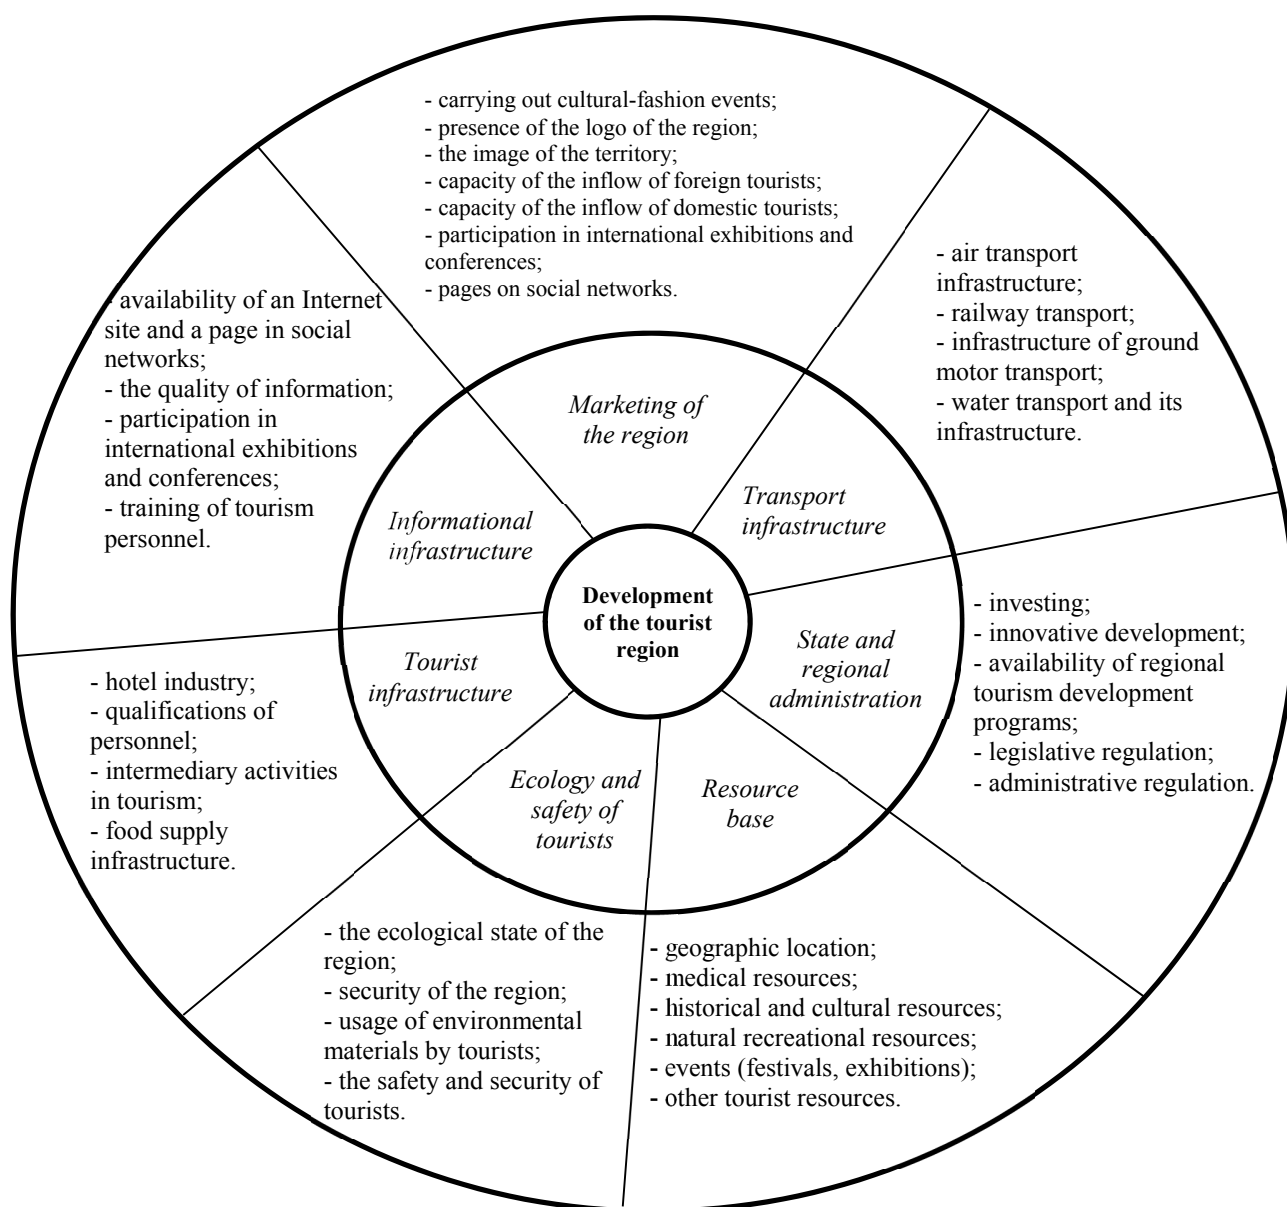 - carrying out cultural-fashion events;
- presence of the logo of the region;
- the image of the territory;
- capacity of the inflow of foreign tourists;
- capacity of the inflow of domestic tourists;
- participation in international exhibitions and
conferences;
- pages on social networks.
- air transport
infrastructure;
- railway transport;
- infrastructure of ground
motor transport;
- water transport and its
infrastructure.
- availability of an Internet
site and a page in social
networks;
- the quality of information;
- participation in
international exhibitions
and conferences;
- training of tourism
personnel.
Marketing of
the region
Transport
infrastructure
Informational
infrastructure
Development
of the tourist
region
State and
regional
administration
Tourist
infrastructure
Ecology and
safety of
tourists
Resource
base
- investing;
- innovative development;
- availability of regional
tourism development
programs;
- legislative regulation;
- administrative regulation.
- hotel industry;
- qualifications of
personnel;
- intermediary activities
in tourism;
- food supply
infrastructure.
- the ecological state of the
region;
- security of the region;
- usage of environmental
materials by tourists;
- the safety and security of
tourists.
- geographic location;
- medical resources;
- historical and cultural resources;
- natural recreational resources;
- events (festivals, exhibitions);
- other tourist resources.